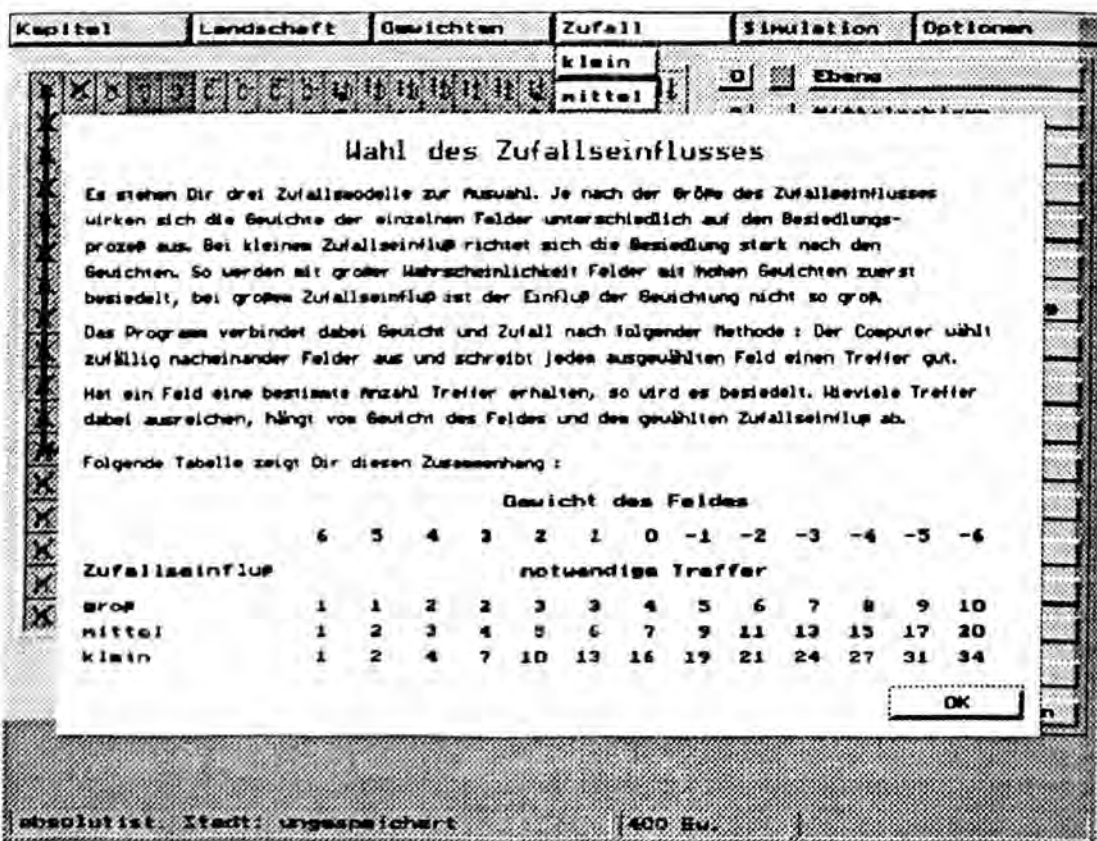 Kapitel Landschaft Gewichten Zufall Simulation Optionen
klein
mittel
Ebene
Wahl des Zufallseinflusses
Es stehen Dir drei Zufallsmodelle zur Auswahl. Je nach der Größe des Zufallseinflusses
wirken sich die Gewichte der einzelnen Felder unterschiedlich auf den Besiedlungs-
prozeß aus. Bei kleinem Zufallseinfluß richtet sich die Besiedlung stark nach den
Gewichten. So werden mit großer Wahrscheinlichkeit Felder mit hohen Gewichten zuerst
besiedelt, bei großem Zufallseinfluß ist der Einfluß der Gewichtung nicht so groß.
Das Programm verbindet dabei Gewicht und Zufall nach folgender Methode : Der Computer wählt
zufällig nacheinander Felder aus und schreibt jedem ausgewählten Feld einen Treffer gut.
Hat ein Feld eine bestimmte Anzahl Treffer erhalten, so wird es besiedelt. Wieviele Treffer
dabei ausreichen, hängt vom Gewicht des Feldes und dem gewählten Zufallseinfluß ab.
Folgende Tabelle zeigt Dir diesen Zusammenhang :
Gewicht des Feldes
6 5 4 3 2 1 0 -1 -2 -3 -4 -5 -6
Zufallseinfluß notwendige Treffer
groß 1 1 2 2 3 3 4 5 6 7 8 9 10
mittel 1 2 3 4 5 6 7 9 11 13 15 17 20
klein 1 2 4 7 10 13 16 19 21 24 27 31 34
OK
absolutist. Stadt: ungespeichert 400 Ew.